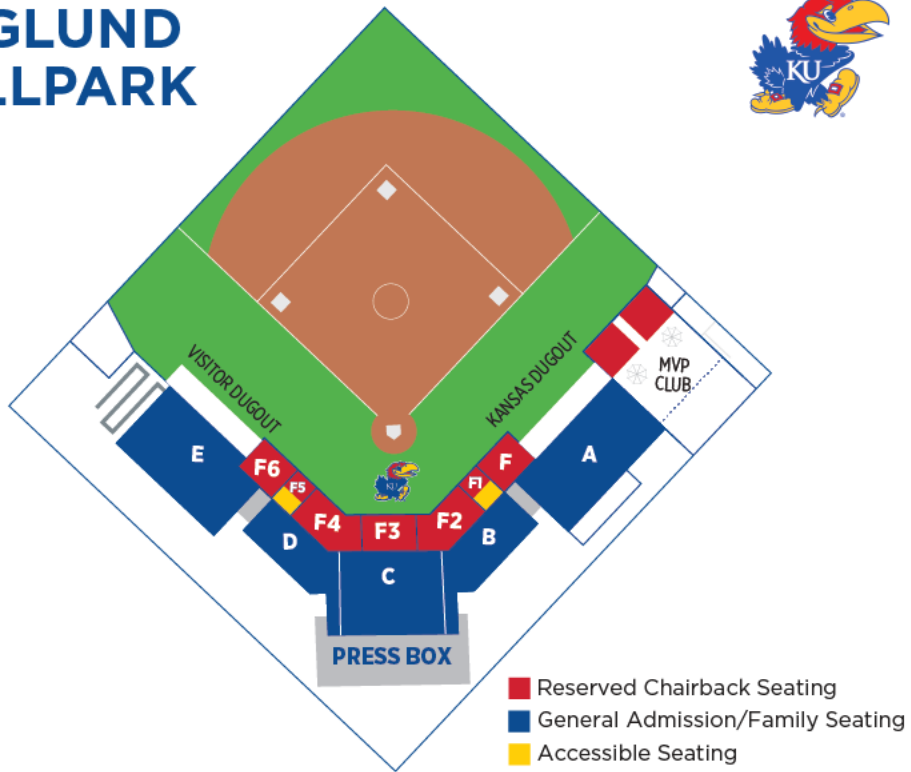 GLUND
LLPARK
KU
VISITOR DUGOUT
KANSAS DUGOUT
MVP
CLUB
E
F6
F5
F4
F3
F2
F1
F
A
D
C
B
PRESS BOX
Reserved Chairback Seating
General Admission/Family Seating
Accessible Seating